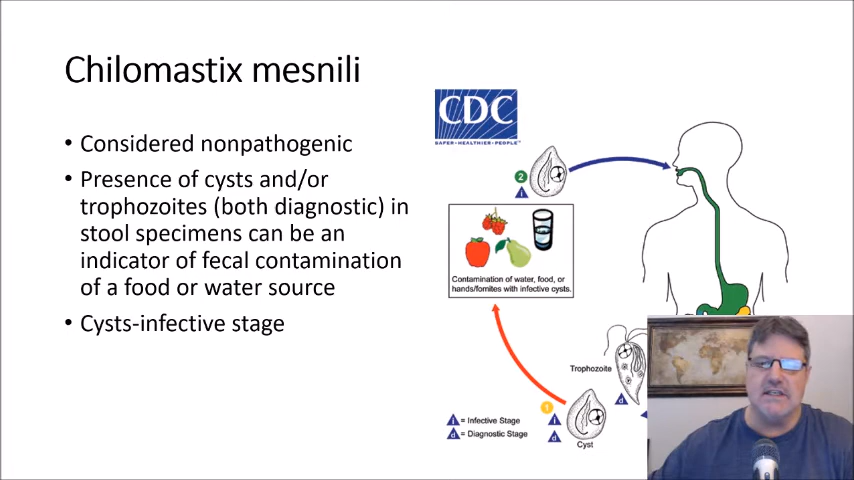 Chilomastix mesnili
• Considered nonpathogenic
• Presence of cysts and/or
trophozoites (both diagnostic) in
stool specimens can be an
indicator of fecal contamination
of a food or water source
• Cysts-infective stage
CDC
SAFER•HEALTHIER•PEOPLE™
2
i
Contamination of water, food, or
hands/fomites with infective cysts.
Trophozoite
d
1
i
d
Cyst
i = Infective Stage
d = Diagnostic Stage